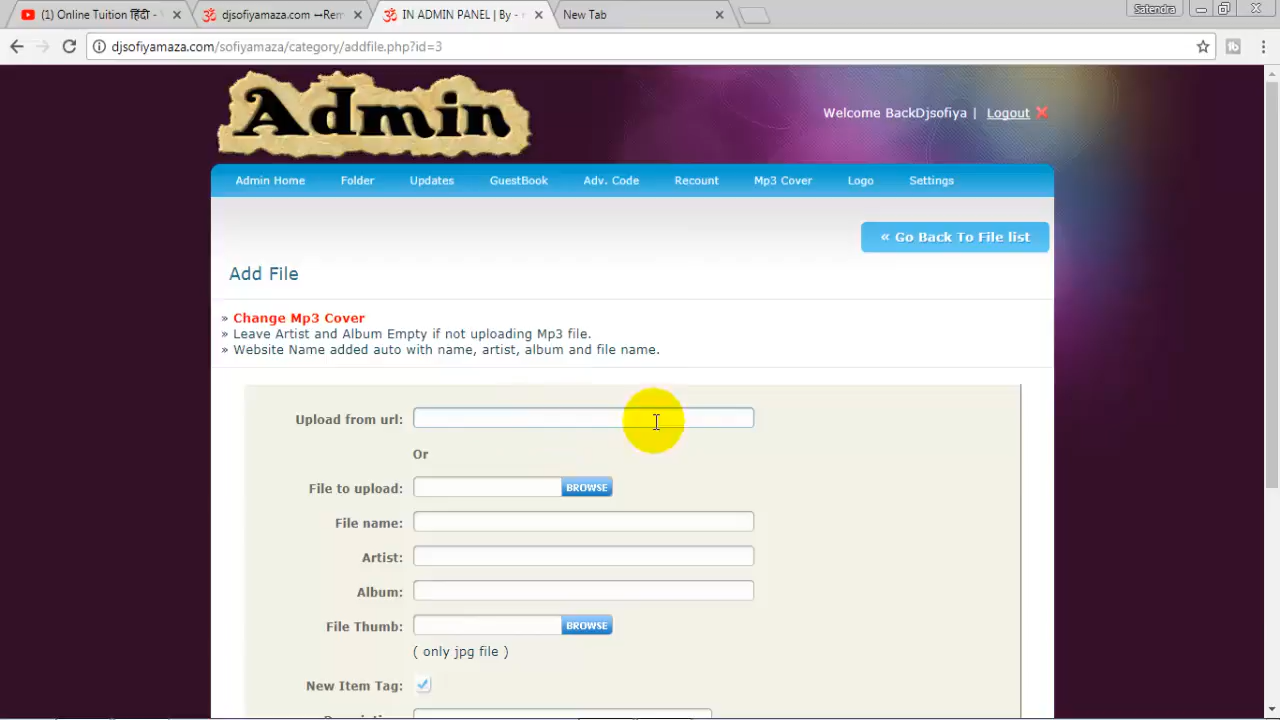 (1) Online Tuition हिंदी -
djsofiyamaza.com ↔Rem
IN ADMIN PANEL | By -
New Tab
Satendra
djsofiyamaza.com/sofiyamaza/category/addfile.php?id=3
Admin
Welcome BackDjsofiya | Logout
Admin Home Folder Updates GuestBook Adv. Code Recount Mp3 Cover Logo Settings
« Go Back To File list
Add File
» Change Mp3 Cover
» Leave Artist and Album Empty if not uploading Mp3 file.
» Website Name added auto with name, artist, album and file name.
Upload from url:
Or
File to upload: BROWSE
File name:
Artist:
Album:
File Thumb: BROWSE
( only jpg file )
New Item Tag: